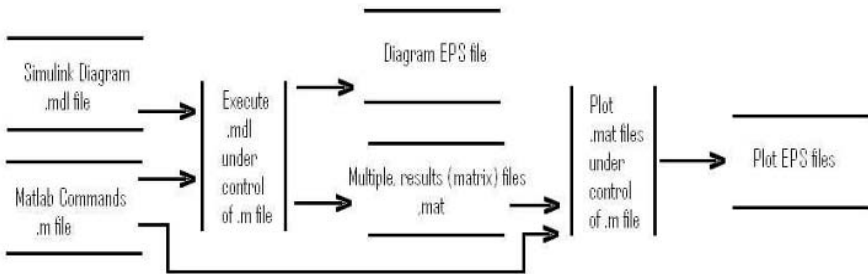 Simulink Diagram
.mdl file
Matlab Commands
.m file
Execute
.mdl
under
control
of .m file
Diagram EPS file
Multiple, results (matrix) files
.mat
Plot
.mat files
under
control
of .m file
Plot EPS files